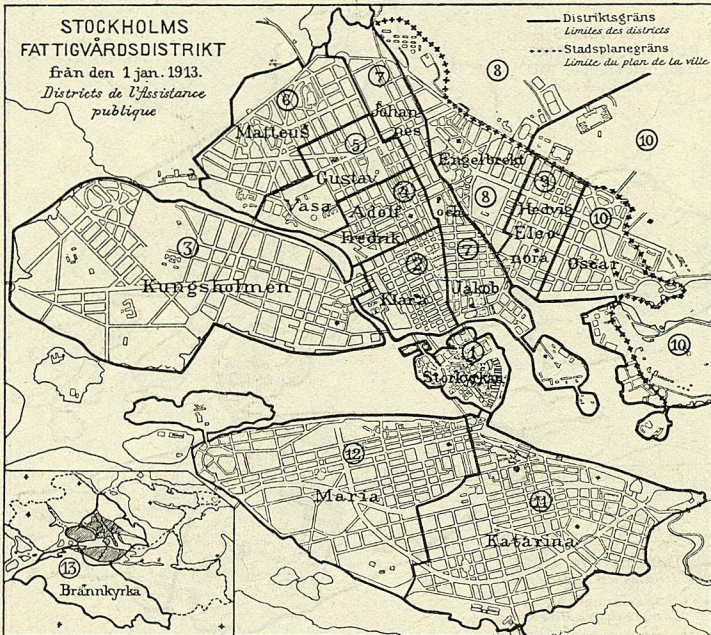 STOCKHOLMS
FATTIGVÅRDSDISTRIKT
från den 1 jan. 1913.
Districts de l'Assistance
publique
Distriktsgräns
Limites des districts
Stadsplanegräns
Limite du plan de la ville
8
7
Johan-
nes
6
Matteus
5
Gustav
Vasa
4
Adolf
Fredrik
Engelbrekt
8
och
9
Hedvig
Eleo
nora
10
10
Oscar
3
Kungsholmen
2
Klara
7
Jakob
1
Storkyrkan
10
12
Maria
11
Katarina
13
Brännkyrka